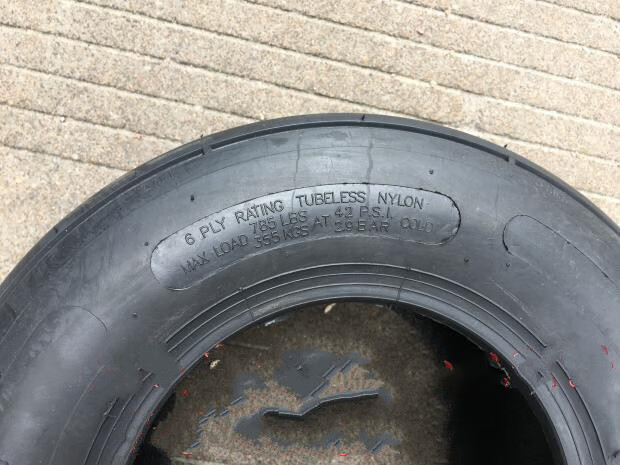 6 PLY RATING TUBELESS NYLON
MAX LOAD 785 LBS 355 KGS AT 42 P.S.I. 2.9 BAR COLD